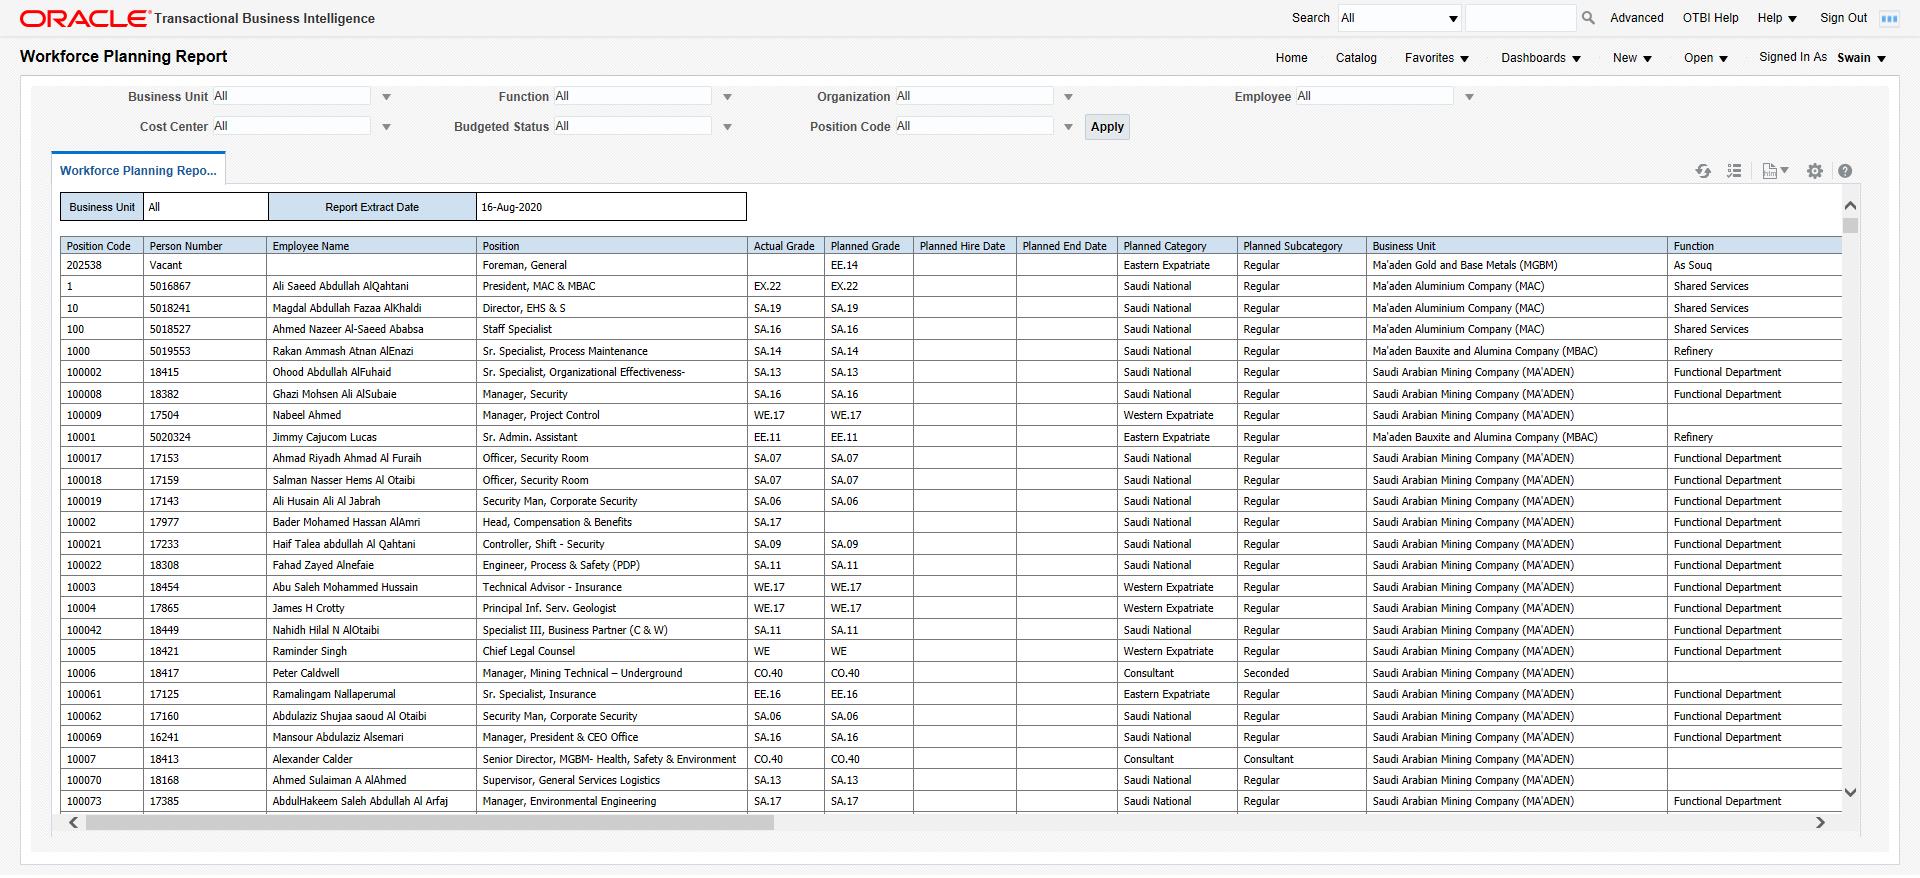 ORACLE Transactional Business Intelligence Search All Advanced OTBI Help Help Sign Out
Workforce Planning Report Home Catalog Favorites Dashboards New Open Signed In As Swain
Business Unit All Function All Organization All Employee All
Cost Center All Budgeted Status All Position Code All Apply
Workforce Planning Repo...
Business Unit All Report Extract Date 16-Aug-2020
Position Code Person Number Employee Name Position Actual Grade Planned Grade Planned Hire Date Planned End Date Planned Category Planned Subcategory Business Unit Function
202538 Vacant Foreman, General EE.14 Eastern Expatriate Regular Ma'aden Gold and Base Metals (MGBM) As Souq
1 5016867 Ali Saeed Abdullah AlQahtani President, MAC & MBAC EX.22 EX.22 Saudi National Regular Ma'aden Aluminium Company (MAC) Shared Services
10 5018241 Magdal Abdullah Fazaa AlKhaldi Director, EHS & S SA.19 SA.19 Saudi National Regular Ma'aden Aluminium Company (MAC) Shared Services
100 5018527 Ahmed Nazeer Al-Saeed Ababsa Staff Specialist SA.16 SA.16 Saudi National Regular Ma'aden Aluminium Company (MAC) Shared Services
1000 5019553 Rakan Ammash Atnan AlEnazi Sr. Specialist, Process Maintenance SA.14 SA.14 Saudi National Regular Ma'aden Bauxite and Alumina Company (MBAC) Refinery
100002 18415 Ohood Abdullah AlFuhaid Sr. Specialist, Organizational Effectiveness- SA.13 SA.13 Saudi National Regular Saudi Arabian Mining Company (MA'ADEN) Functional Department
100008 18382 Ghazi Mohsen Ali AlSubaie Manager, Security SA.16 SA.16 Saudi National Regular Saudi Arabian Mining Company (MA'ADEN) Functional Department
100009 17504 Nabeel Ahmed Manager, Project Control WE.17 WE.17 Western Expatriate Regular Saudi Arabian Mining Company (MA'ADEN)
10001 5020324 Jimmy Cajucom Lucas Sr. Admin. Assistant EE.11 EE.11 Eastern Expatriate Regular Ma'aden Bauxite and Alumina Company (MBAC) Refinery
100017 17153 Ahmad Riyadh Ahmad Al Furaih Officer, Security Room SA.07 SA.07 Saudi National Regular Saudi Arabian Mining Company (MA'ADEN) Functional Department
100018 17159 Salman Nasser Hems Al Otaibi Officer, Security Room SA.07 SA.07 Saudi National Regular Saudi Arabian Mining Company (MA'ADEN) Functional Department
100019 17143 Ali Husain Ali Al Jabrah Security Man, Corporate Security SA.06 SA.06 Saudi National Regular Saudi Arabian Mining Company (MA'ADEN) Functional Department
10002 17977 Bader Mohamed Hassan AlAmri Head, Compensation & Benefits SA.17 Saudi National Regular Saudi Arabian Mining Company (MA'ADEN) Functional Department
100021 17233 Haif Talea abdullah Al Qahtani Controller, Shift - Security SA.09 SA.09 Saudi National Regular Saudi Arabian Mining Company (MA'ADEN) Functional Department
100022 18308 Fahad Zayed Alnefaie Engineer, Process & Safety (PDP) SA.11 SA.11 Saudi National Regular Saudi Arabian Mining Company (MA'ADEN) Functional Department
10003 18454 Abu Saleh Mohammed Hussain Technical Advisor - Insurance WE.17 WE.17 Western Expatriate Regular Saudi Arabian Mining Company (MA'ADEN) Functional Department
10004 17865 James H Crotty Principal Inf. Serv. Geologist WE.17 WE.17 Western Expatriate Regular Saudi Arabian Mining Company (MA'ADEN) Functional Department
100042 18449 Nahidh Hilal N AlOtaibi Specialist III, Business Partner (C & W) SA.11 SA.11 Saudi National Regular Saudi Arabian Mining Company (MA'ADEN) Functional Department
10005 18421 Raminder Singh Chief Legal Counsel WE WE Western Expatriate Regular Saudi Arabian Mining Company (MA'ADEN) Functional Department
10006 18417 Peter Caldwell Manager, Mining Technical – Underground CO.40 CO.40 Consultant Seconded Saudi Arabian Mining Company (MA'ADEN)
100061 17125 Ramalingam Nallaperumal Sr. Specialist, Insurance EE.16 EE.16 Eastern Expatriate Regular Saudi Arabian Mining Company (MA'ADEN) Functional Department
100062 17160 Abdulaziz Shujaa saoud Al Otaibi Security Man, Corporate Security SA.06 SA.06 Saudi National Regular Saudi Arabian Mining Company (MA'ADEN) Functional Department
100069 16241 Mansour Abdulaziz Alsemari Manager, President & CEO Office SA.16 SA.16 Saudi National Regular Saudi Arabian Mining Company (MA'ADEN) Functional Department
10007 18413 Alexander Calder Senior Director, MGBM- Health, Safety & Environment CO.40 CO.40 Consultant Consultant Saudi Arabian Mining Company (MA'ADEN)
100070 18168 Ahmed Sulaiman A AlAhmed Supervisor, General Services Logistics SA.13 SA.13 Saudi National Regular Saudi Arabian Mining Company (MA'ADEN)
100073 17385 AbdulHakeem Saleh Abdullah Al Arfaj Manager, Environmental Engineering SA.17 SA.17 Saudi National Regular Saudi Arabian Mining Company (MA'ADEN) Functional Department